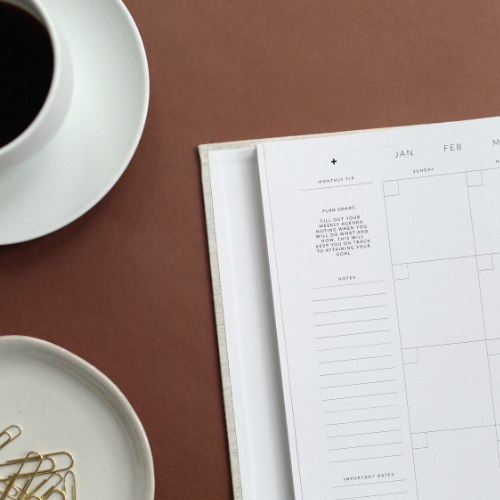 JAN FEB
MONTHLY TIP
SUNDAY
PLAN SMART.
FILL OUT YOUR
WEEKLY AGENDA
NOTING WHEN YOU
WILL DO WHAT AND
HOW. THIS WILL
KEEP YOU ON TRACK
TO ATTAINING YOUR
GOAL.
NOTES
IMPORTANT DATES